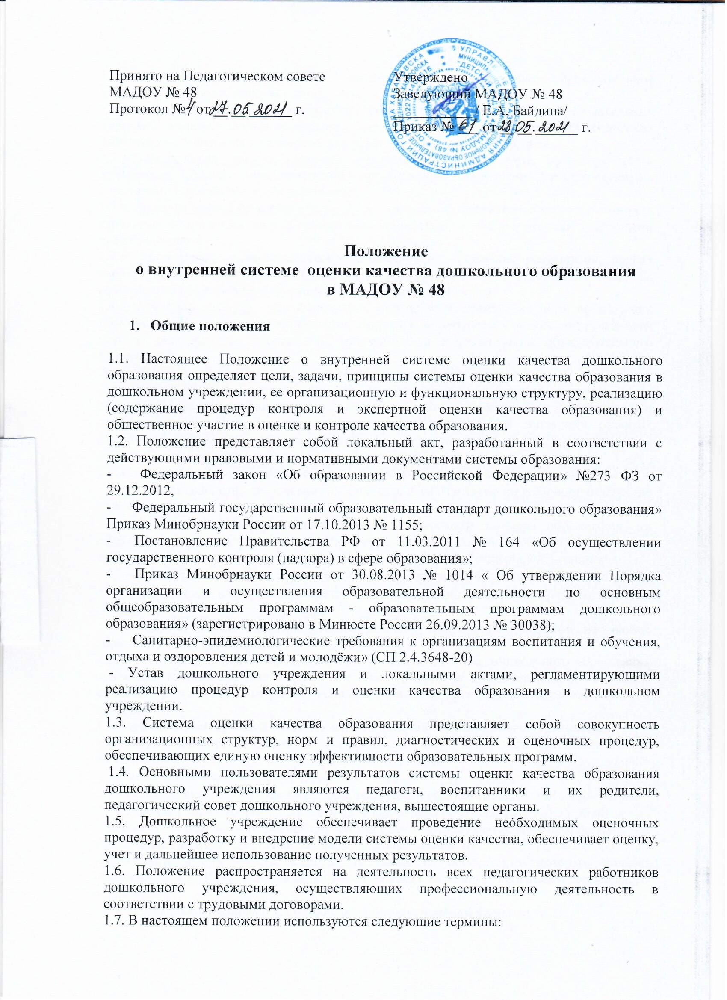 Принято на Педагогическом совете
МАДОУ № 48
Протокол № 4 от 27.05.2021 г.
Утверждено
Заведующий МАДОУ № 48
___________/ Е.А. Байдина/
Приказ № 61 от 28.05.2021 г.
Положение
о внутренней системе оценки качества дошкольного образования
в МАДОУ № 48
1. Общие положения
1.1. Настоящее Положение о внутренней системе оценки качества дошкольного
образования определяет цели, задачи, принципы системы оценки качества образования в
дошкольном учреждении, ее организационную и функциональную структуру, реализацию
(содержание процедур контроля и экспертной оценки качества образования) и
общественное участие в оценке и контроле качества образования.
1.2. Положение представляет собой локальный акт, разработанный в соответствии с
действующими правовыми и нормативными документами системы образования:
- Федеральный закон «Об образовании в Российской Федерации» №273 ФЗ от
29.12.2012,
- Федеральный государственный образовательный стандарт дошкольного образования»
Приказ Минобрнауки России от 17.10.2013 № 1155;
- Постановление Правительства РФ от 11.03.2011 № 164 «Об осуществлении
государственного контроля (надзора) в сфере образования»;
- Приказ Минобрнауки России от 30.08.2013 № 1014 « Об утверждении Порядка
организации и осуществления образовательной деятельности по основным
общеобразовательным программам - образовательным программам дошкольного
образования» (зарегистрировано в Минюсте России 26.09.2013 № 30038);
- Санитарно-эпидемиологические требования к организациям воспитания и обучения,
отдыха и оздоровления детей и молодёжи» (СП 2.4.3648-20)
- Устав дошкольного учреждения и локальными актами, регламентирующими
реализацию процедур контроля и оценки качества образования в дошкольном
учреждении.
1.3. Система оценки качества образования представляет собой совокупность
организационных структур, норм и правил, диагностических и оценочных процедур,
обеспечивающих единую оценку эффективности образовательных программ.
1.4. Основными пользователями результатов системы оценки качества образования
дошкольного учреждения являются педагоги, воспитанники и их родители,
педагогический совет дошкольного учреждения, вышестоящие органы.
1.5. Дошкольное учреждение обеспечивает проведение необходимых оценочных
процедур, разработку и внедрение модели системы оценки качества, обеспечивает оценку,
учет и дальнейшее использование полученных результатов.
1.6. Положение распространяется на деятельность всех педагогических работников
дошкольного учреждения, осуществляющих профессиональную деятельность в
соответствии с трудовыми договорами.
1.7. В настоящем положении используются следующие термины: